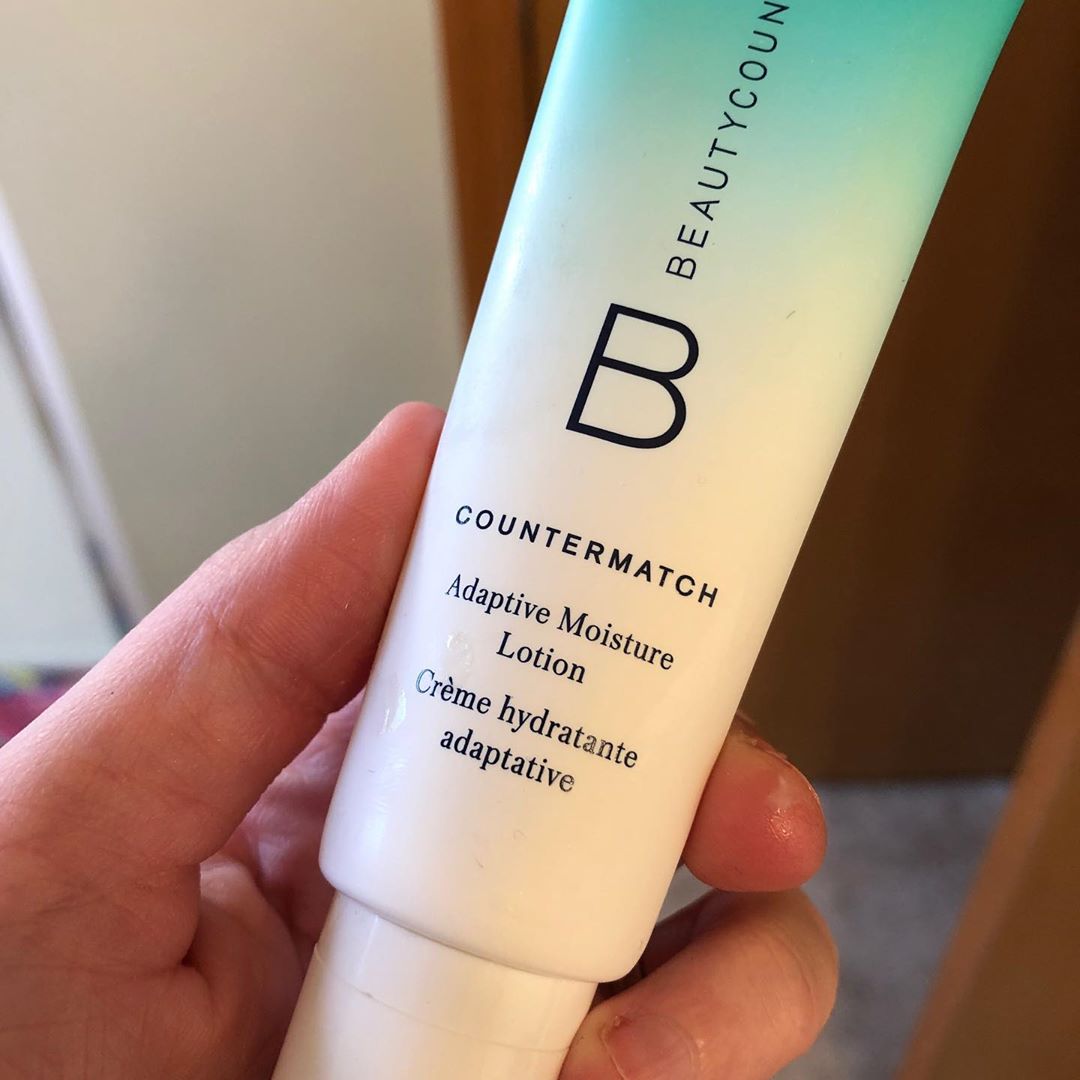 BEAUTYCOUN
B
COUNTERMATCH
Adaptive Moisture
Lotion
Crème hydratante
adaptative